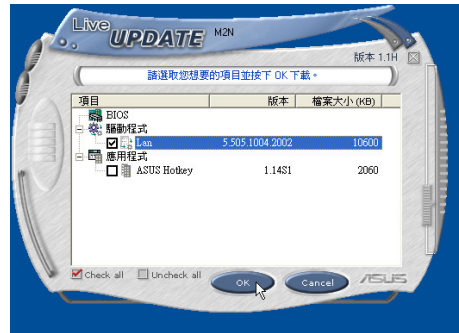 Live
UPDATE M2N
版本 1.1H
請選取您想要的項目並按下 OK 下載。
項目 版本 檔案大小 (KB)
BIOS
驅動程式
Lan 5.505.1004.2002 10600
應用程式
ASUS Hotkey 1.14S1 2060
Check all Uncheck all OK Cancel ASUS